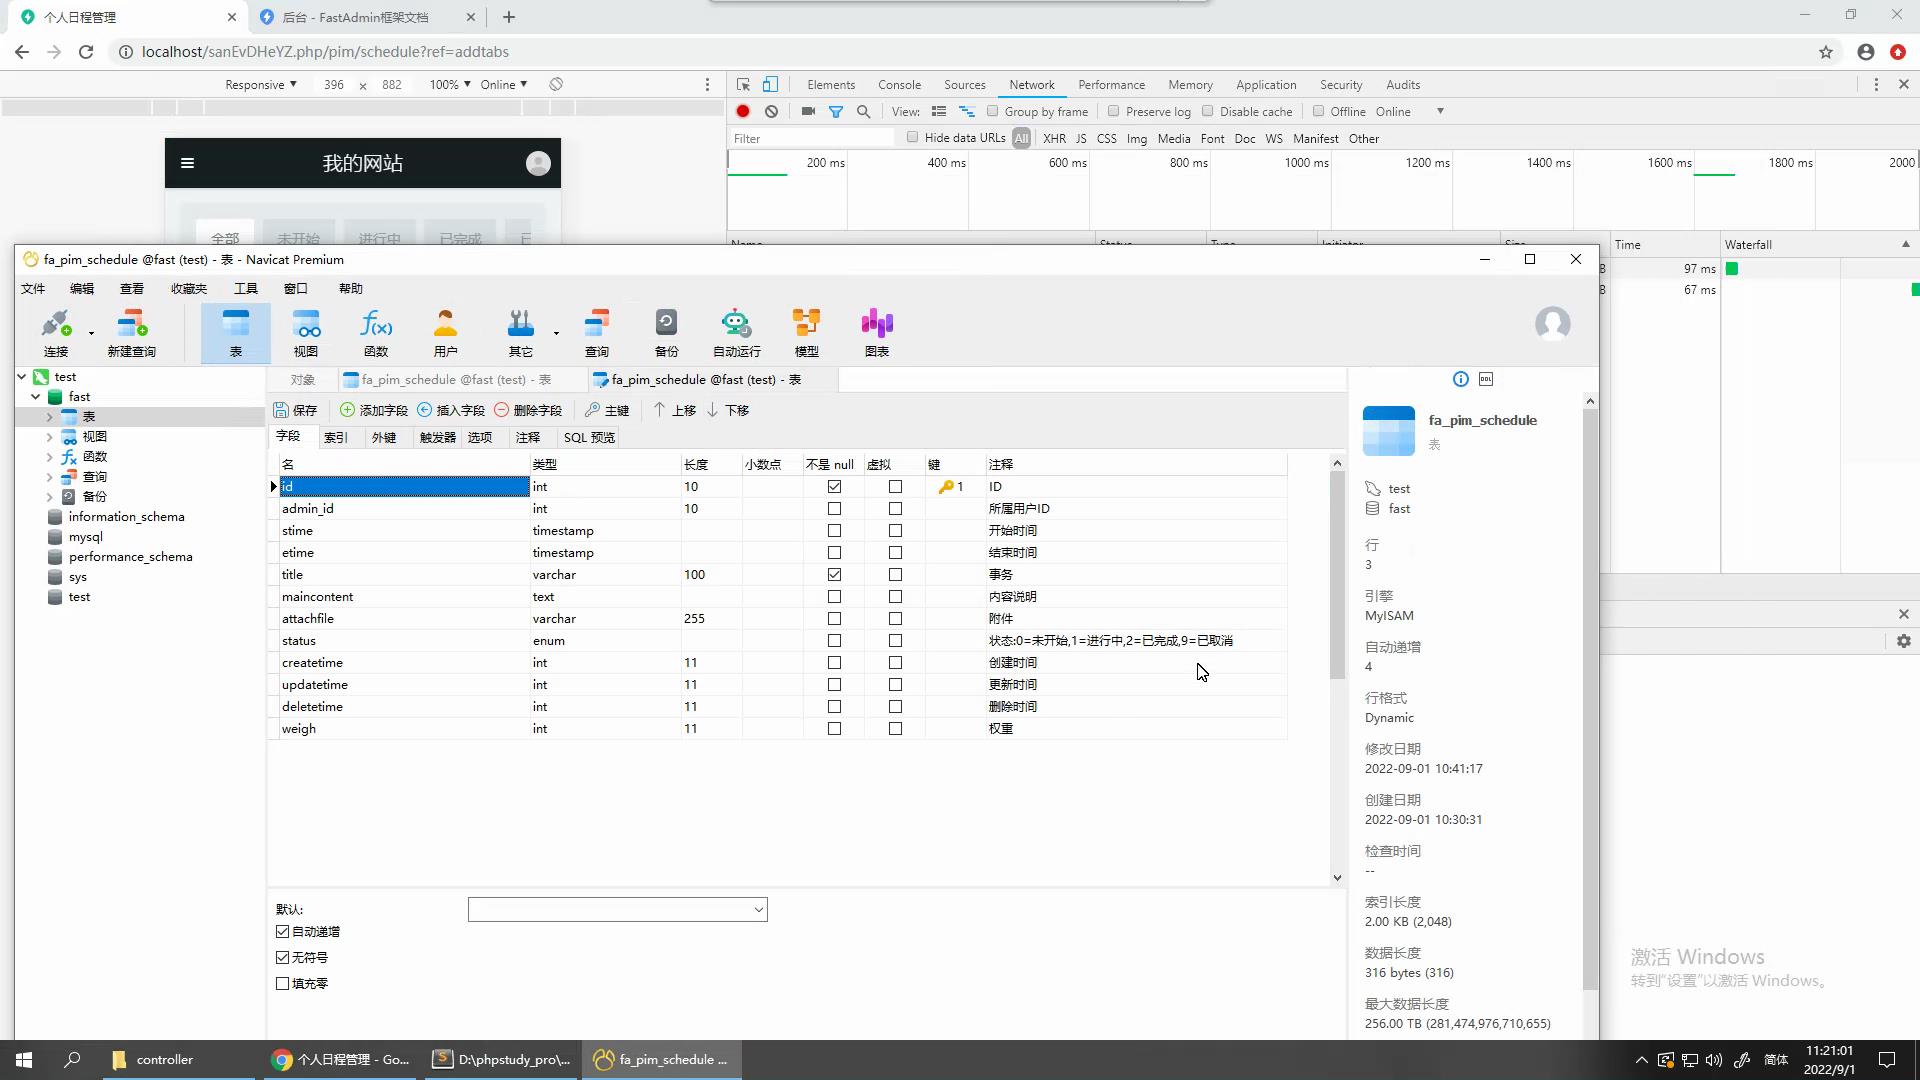 个人日程管理
后台 - FastAdmin框架文档
localhost/sanEvDHeYZ.php/pim/schedule?ref=addtabs
Responsive 396 x 882 100% Online
Elements Console Sources Network Performance Memory Application Security Audits
View: Group by frame Preserve log Disable cache Offline Online
Filter Hide data URLs All XHR JS CSS Img Media Font Doc WS Manifest Other
200 ms 400 ms 600 ms 800 ms 1000 ms 1200 ms 1400 ms 1600 ms 1800 ms 2000
我的网站
全部 未开始 进行中 已完成
Name Status Type Initiator Size Time Waterfall
97 ms
67 ms
fa_pim_schedule @fast (test) - 表 - Navicat Premium
文件 编辑 查看 收藏夹 工具 窗口 帮助
连接 新建查询 表 视图 函数 用户 其它 查询 备份 自动运行 模型 图表
test
fast
表
视图
函数
查询
备份
information_schema
mysql
performance_schema
sys
test
对象 fa_pim_schedule @fast (test) - 表 fa_pim_schedule @fast (test) - 表
保存 添加字段 插入字段 删除字段 主键 上移 下移
字段 索引 外键 触发器 选项 注释 SQL 预览
名 类型 长度 小数点 不是 null 虚拟 键 注释
id int 10 1 ID
admin_id int 10 所属用户ID
stime timestamp 开始时间
etime timestamp 结束时间
title varchar 100 事务
maincontent text 内容说明
attachfile varchar 255 附件
status enum 状态:0=未开始,1=进行中,2=已完成,9=已取消
createtime int 11 创建时间
updatetime int 11 更新时间
deletetime int 11 删除时间
weigh int 11 权重
默认:
自动递增
无符号
填充零
DDL
fa_pim_schedule
表
test
fast
行
3
引擎
MyISAM
自动递增
4
行格式
Dynamic
修改日期
2022-09-01 10:41:17
创建日期
2022-09-01 10:30:31
检查时间
--
索引长度
2.00 KB (2,048)
数据长度
316 bytes (316)
最大数据长度
256.00 TB (281,474,976,710,655)
激活 Windows
转到“设置”以激活 Windows。
controller
个人日程管理 - Go...
D:\phpstudy_pro\...
fa_pim_schedule ...
简体
11:21:01
2022/9/1